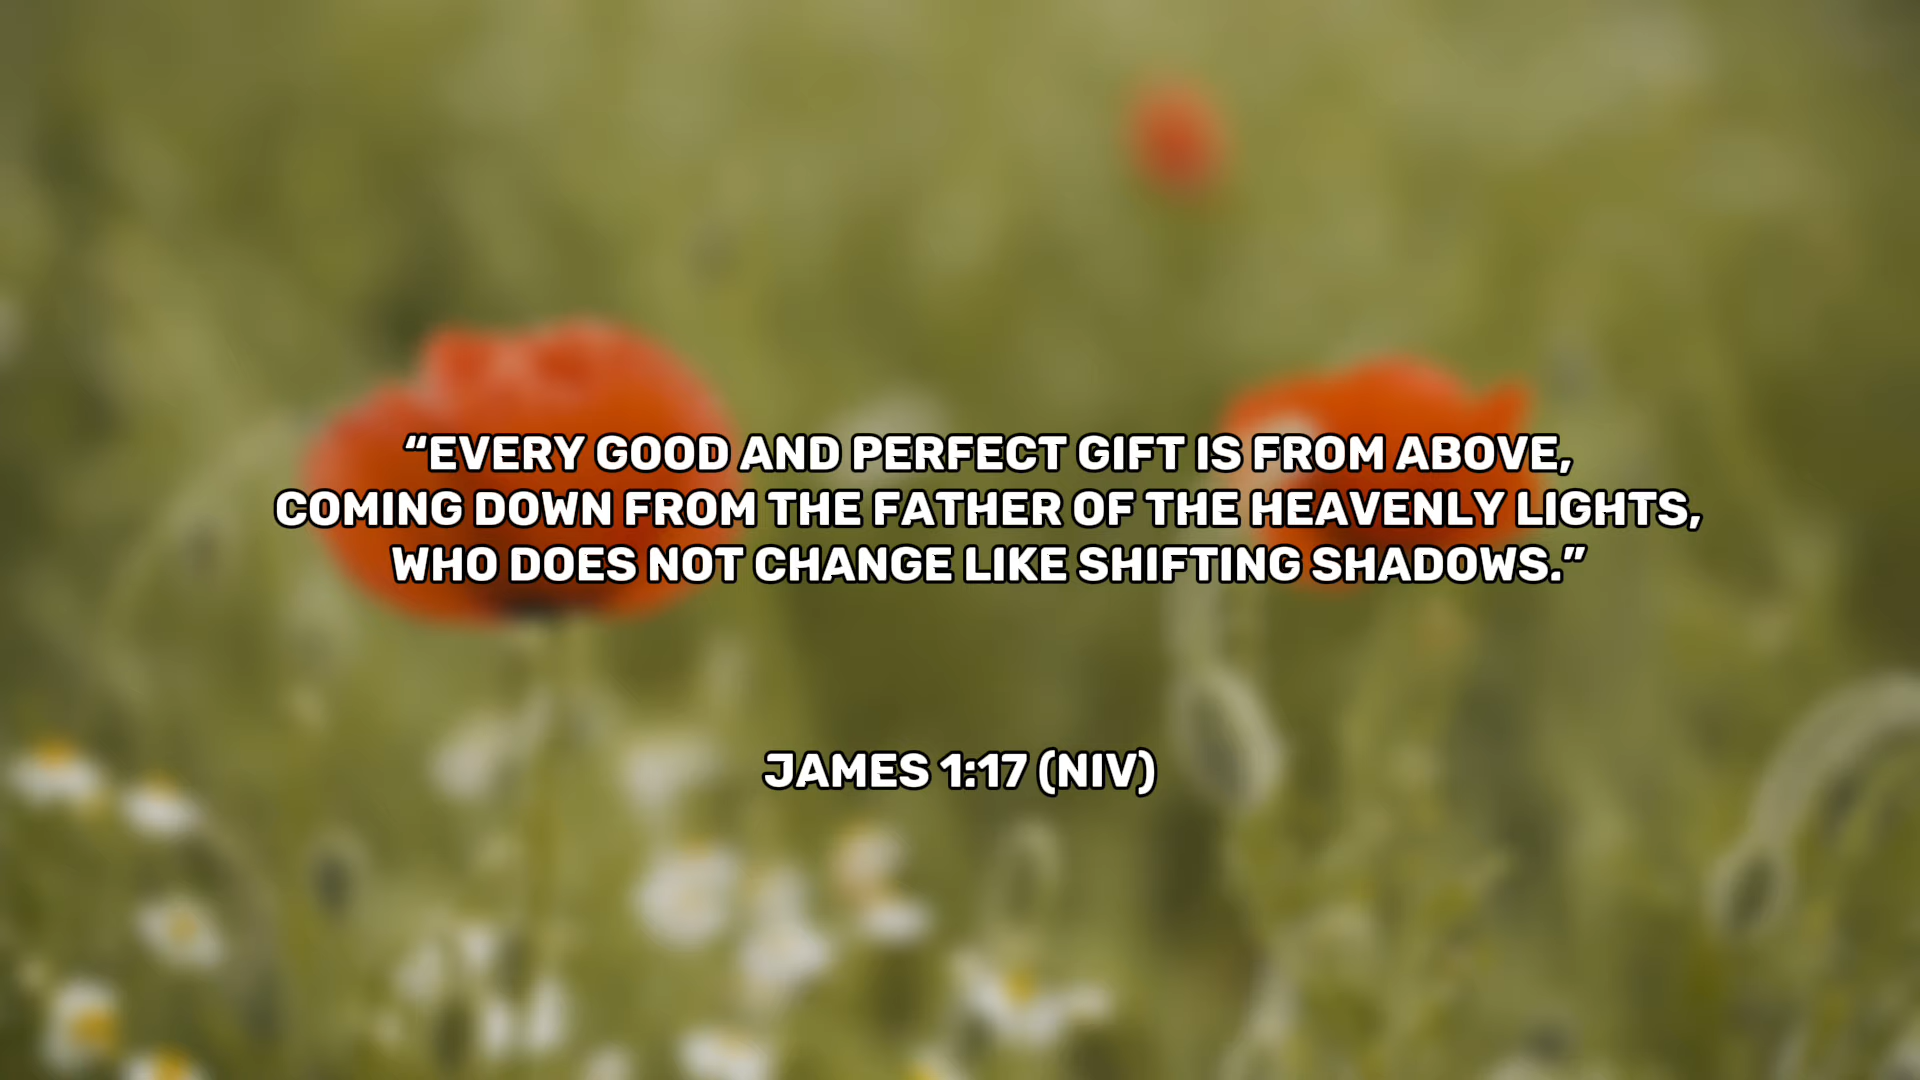 “EVERY GOOD AND PERFECT GIFT IS FROM ABOVE,
COMING DOWN FROM THE FATHER OF THE HEAVENLY LIGHTS,
WHO DOES NOT CHANGE LIKE SHIFTING SHADOWS.”
JAMES 1:17 (NIV)